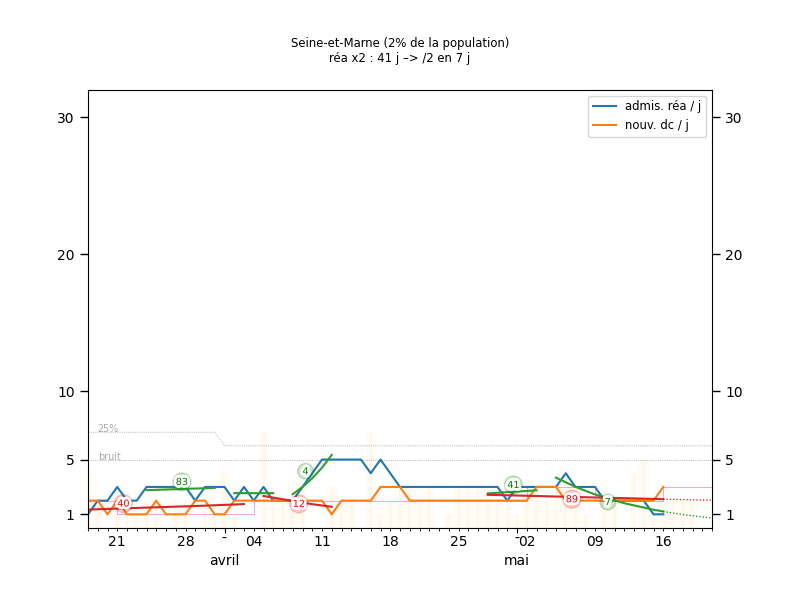 Seine-et-Marne (2% de la population)
réa x2 : 41 j –> /2 en 7 j
admis. réa / j
nouv. dc / j
30 30
20 20
10 10
25%
bruit
5 5
83
4
41
40
12
89
7
1 1
21 28 04 11 18 25 02 09 16
avril mai